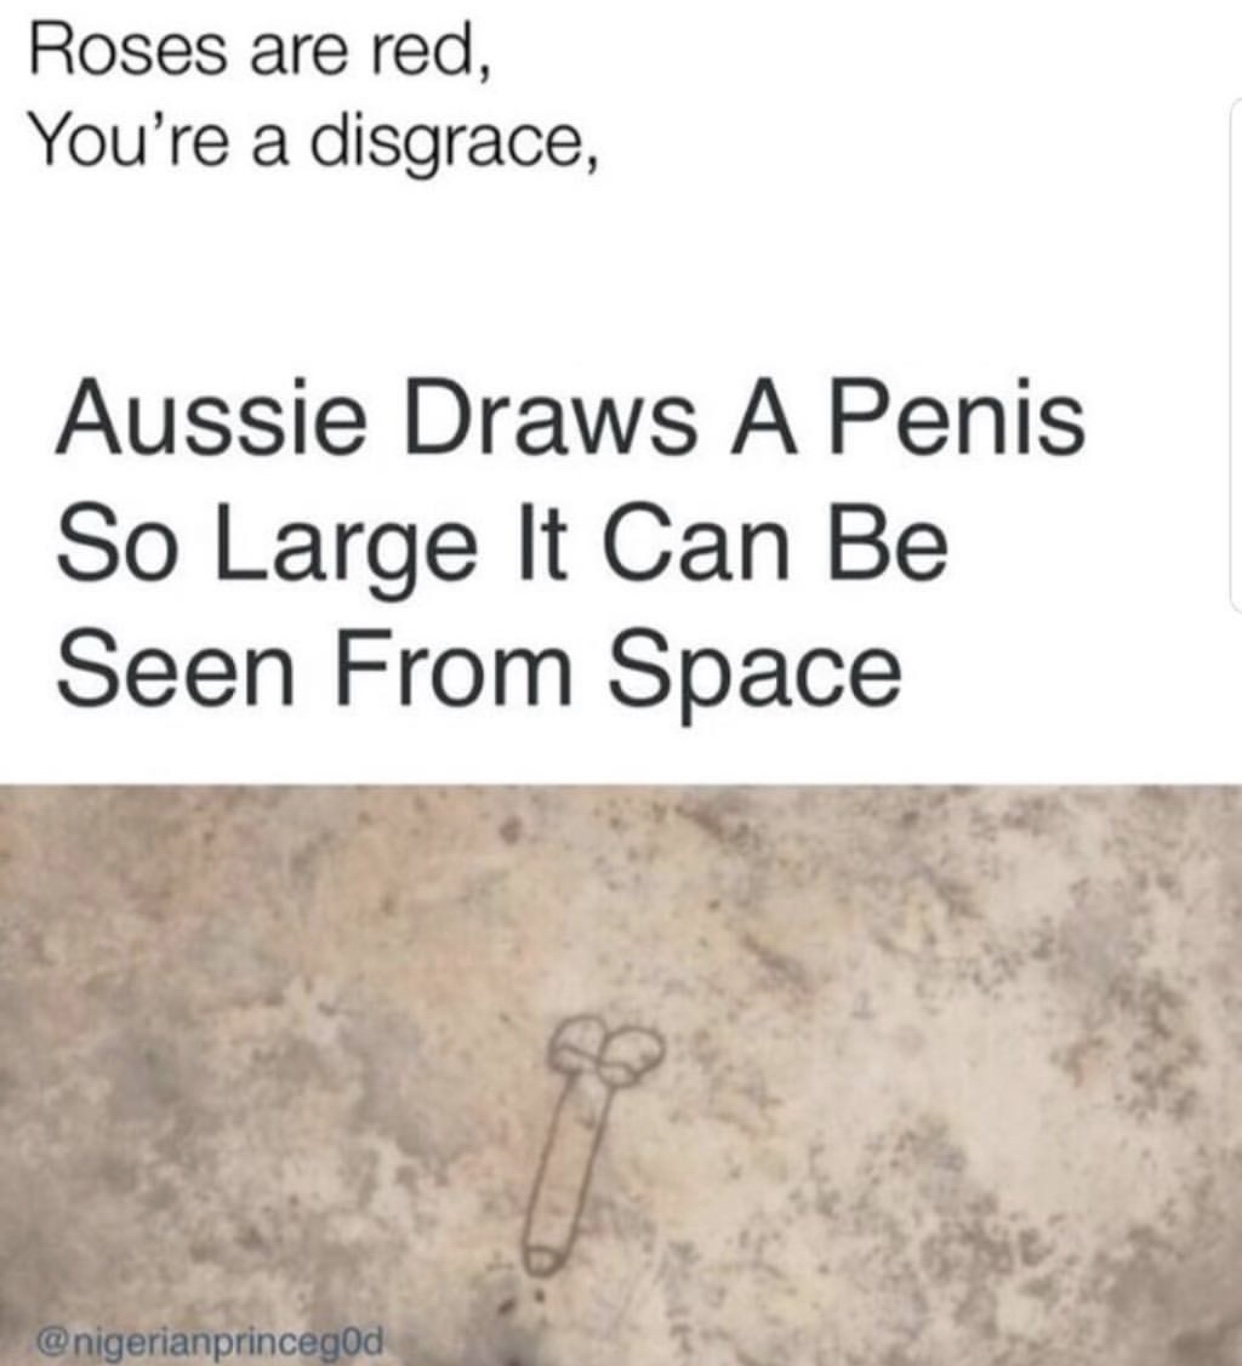 Roses are red,
You're a disgrace,
Aussie Draws A Penis
So Large It Can Be
Seen From Space
@nigerianprinceg0d